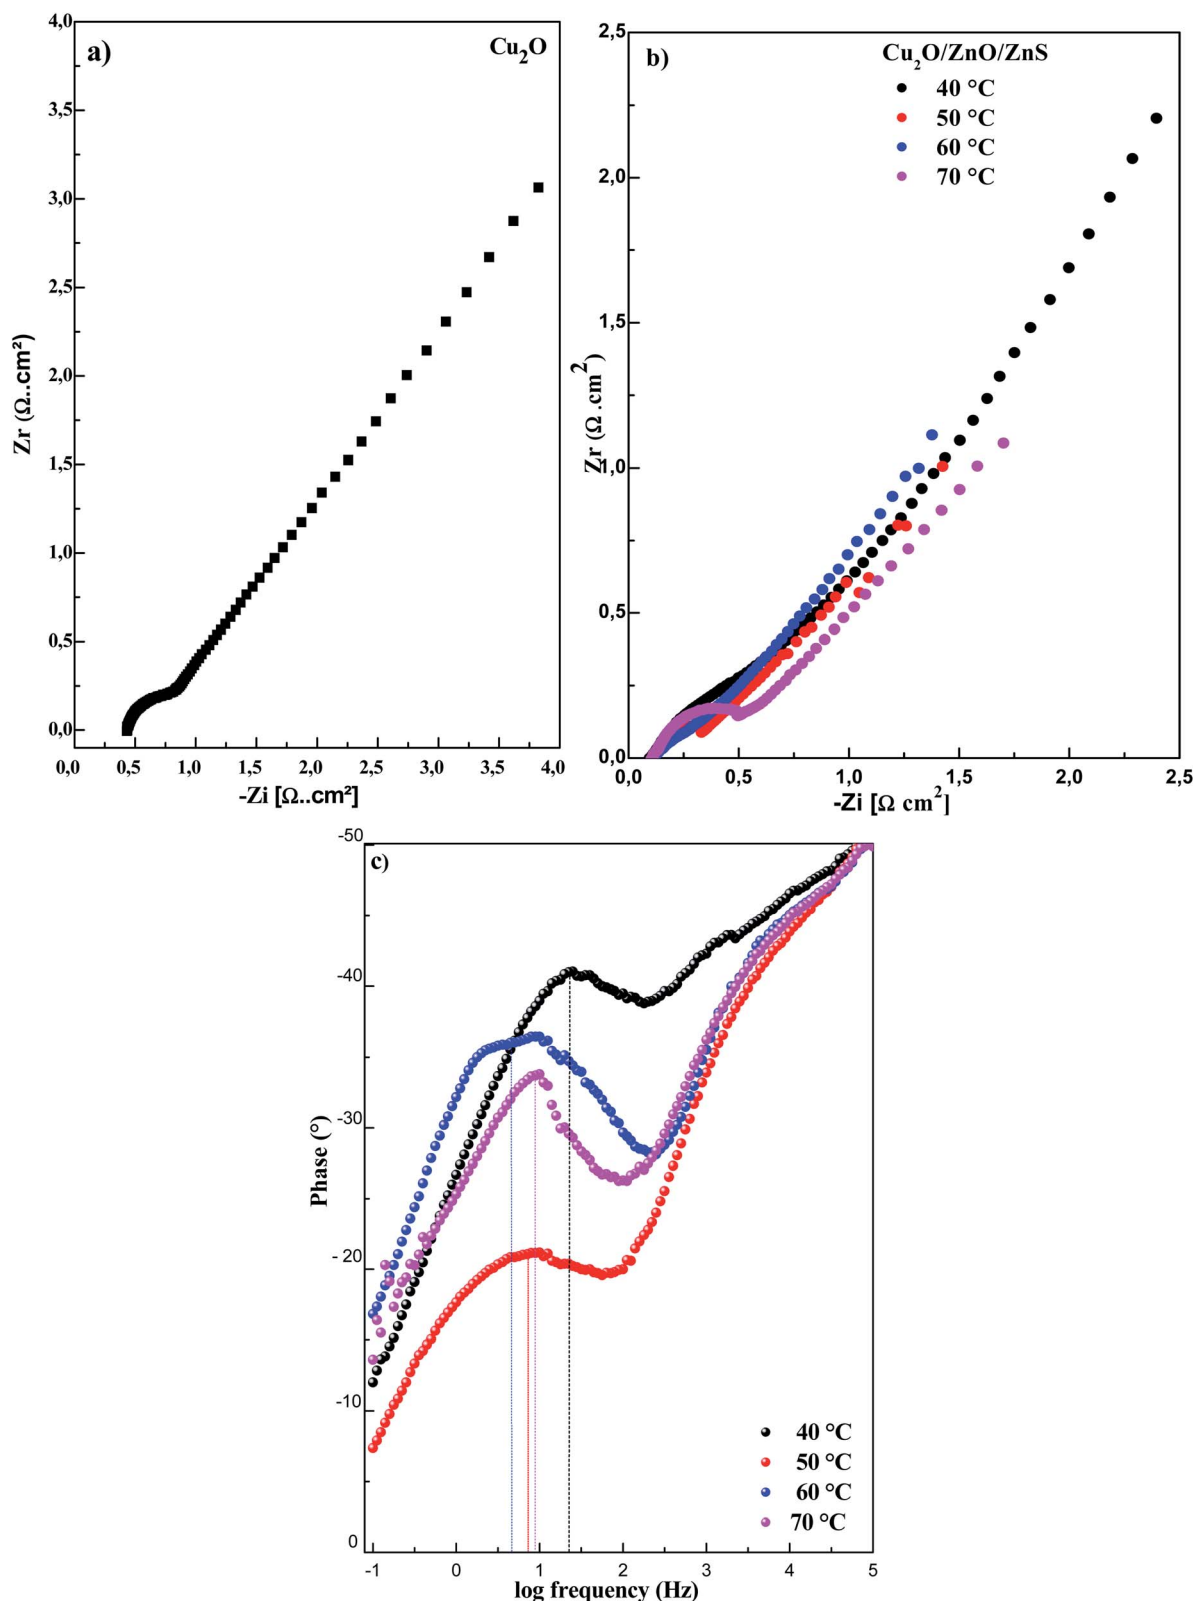 a)
Cu₂O
4,0
3,5
3,0
2,5
2,0
1,5
1,0
0,5
0,0
Zr (Ω..cm²)
0,0 0,5 1,0 1,5 2,0 2,5 3,0 3,5 4,0
-Zi [Ω..cm²]
b)
Cu₂O/ZnO/ZnS
40 °C
50 °C
60 °C
70 °C
2,5
2,0
1,5
1,0
0,5
0,0
Zr (Ω .cm²)
0,0 0,5 1,0 1,5 2,0 2,5
-Zi [Ω cm²]
c)
-50
-40
-30
-20
-10
0
Phase (°)
40 °C
50 °C
60 °C
70 °C
-1 0 1 2 3 4 5
log frequency (Hz)